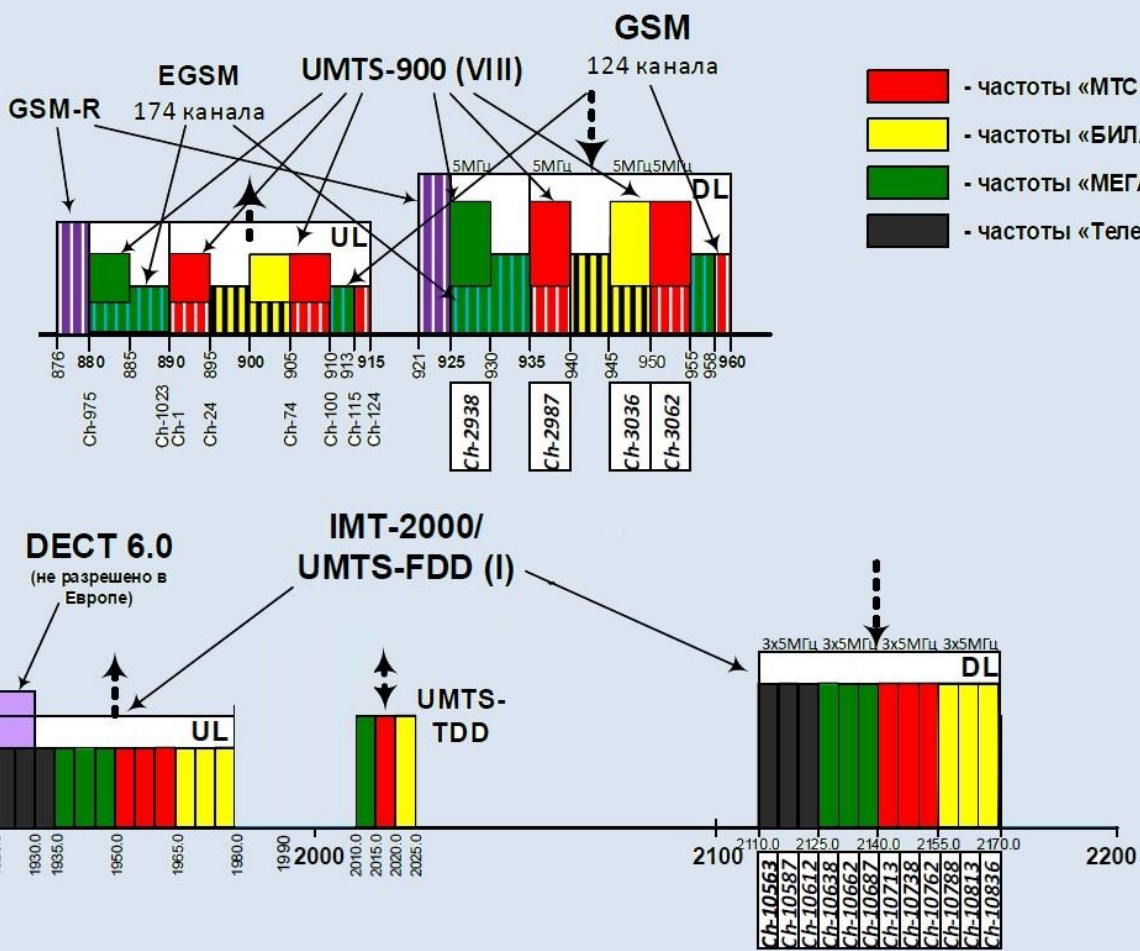 GSM
124 канала
UMTS-900 (VIII)
EGSM
174 канала
GSM-R
- частоты «МТС
- частоты «БИЛ
- частоты «МЕГ
- частоты «Теле
5МГц
5МГц
5МГц
5МГц
DL
UL
876
880
885
890
895
900
905
910
913
915
921
925
930
935
940
945
950
955
958
960
Ch-975
Ch-1023
Ch-1
Ch-24
Ch-74
Ch-100
Ch-115
Ch-124
Ch-2938
Ch-2987
Ch-3036
Ch-3062
IMT-2000/
UMTS-FDD (I)
DECT 6.0
(не разрешено в
Европе)
UMTS-
TDD
3x5МГц
3x5МГц
3x5МГц
3x5МГц
DL
UL
1930.0
1935.0
1950.0
1965.0
1980.0
1990
2000
2010.0
2015.0
2020.0
2025.0
2100
2110.0
2125.0
2140.0
2155.0
2170.0
2200
Ch-10563
Ch-10587
Ch-10612
Ch-10638
Ch-10662
Ch-10687
Ch-10713
Ch-10738
Ch-10762
Ch-10788
Ch-10813
Ch-10836